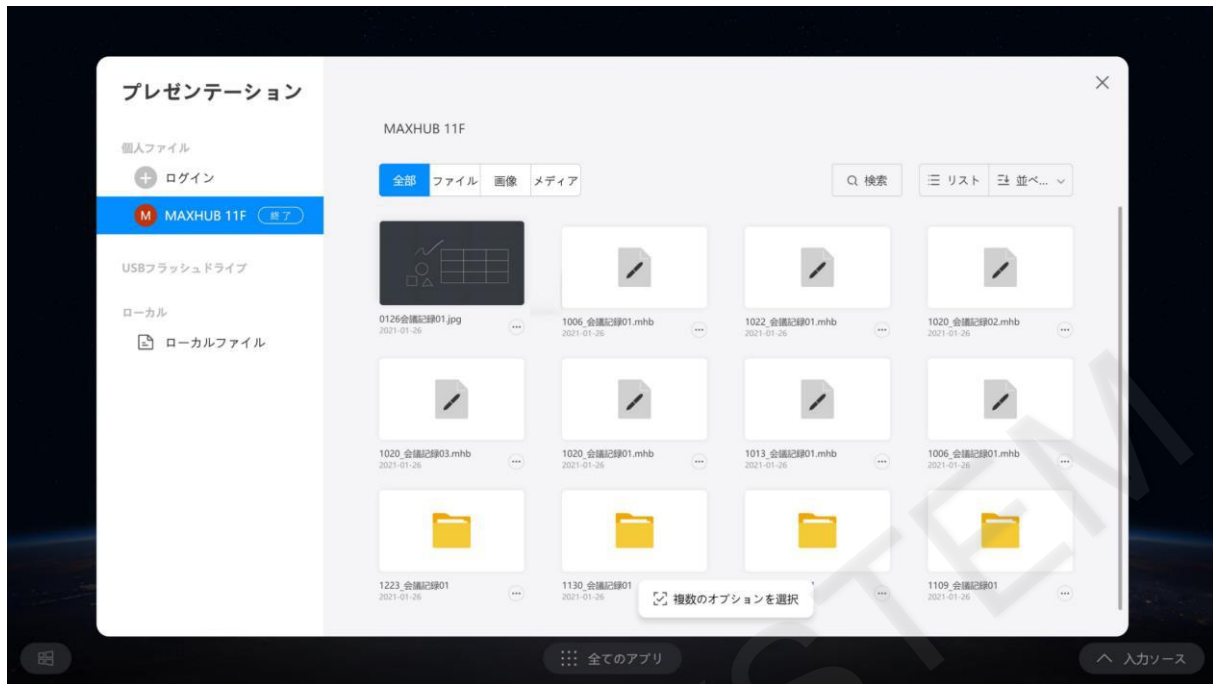 プレゼンテーション
個人ファイル
ログイン
M MAXHUB 11F 終了
USBフラッシュドライブ
ローカル
ローカルファイル
MAXHUB 11F
全部 ファイル 画像 メディア
検索 リスト 並べ...
0126会議記録01.jpg
2021-01-26
1006_会議記録01.mhb
2021-01-26
1022_会議記録01.mhb
2021-01-26
1020_会議記録02.mhb
2021-01-26
1020_会議記録03.mhb
2021-01-26
1020_会議記録01.mhb
2021-01-26
1013_会議記録01.mhb
2021-01-26
1006_会議記録01.mhb
2021-01-26
1223_会議記録01
2021-01-26
1130_会議記録01
2021-01-26
1109_会議記録01
2021-01-26
複数のオプションを選択
全てのアプリ
入力ソース
STEM